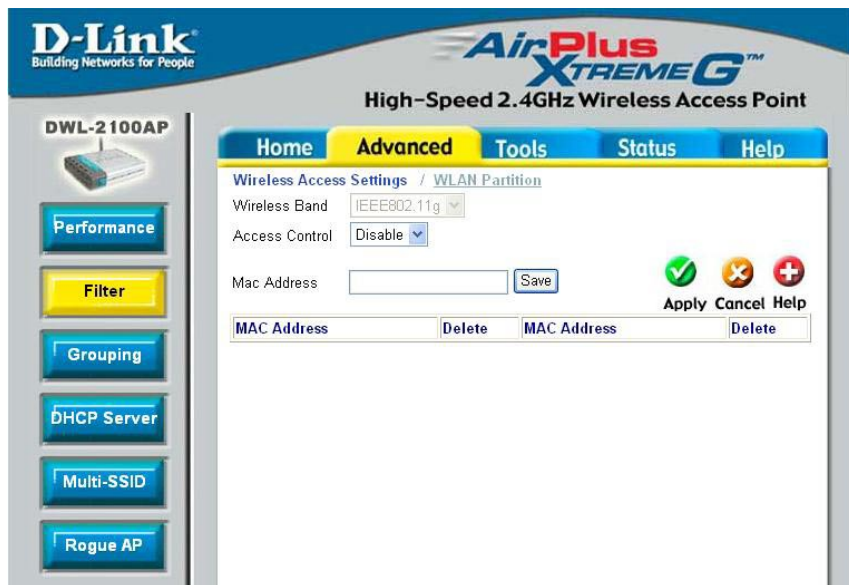 D-Link
Building Networks for People
AirPlus
XTREME G™
High-Speed 2.4GHz Wireless Access Point
DWL-2100AP
Home Advanced Tools Status Help
Wireless Access Settings / WLAN Partition
Wireless Band IEEE802.11g
Access Control Disable
Mac Address Save
Apply Cancel Help
MAC Address Delete MAC Address Delete
Performance
Filter
Grouping
DHCP Server
Multi-SSID
Rogue AP